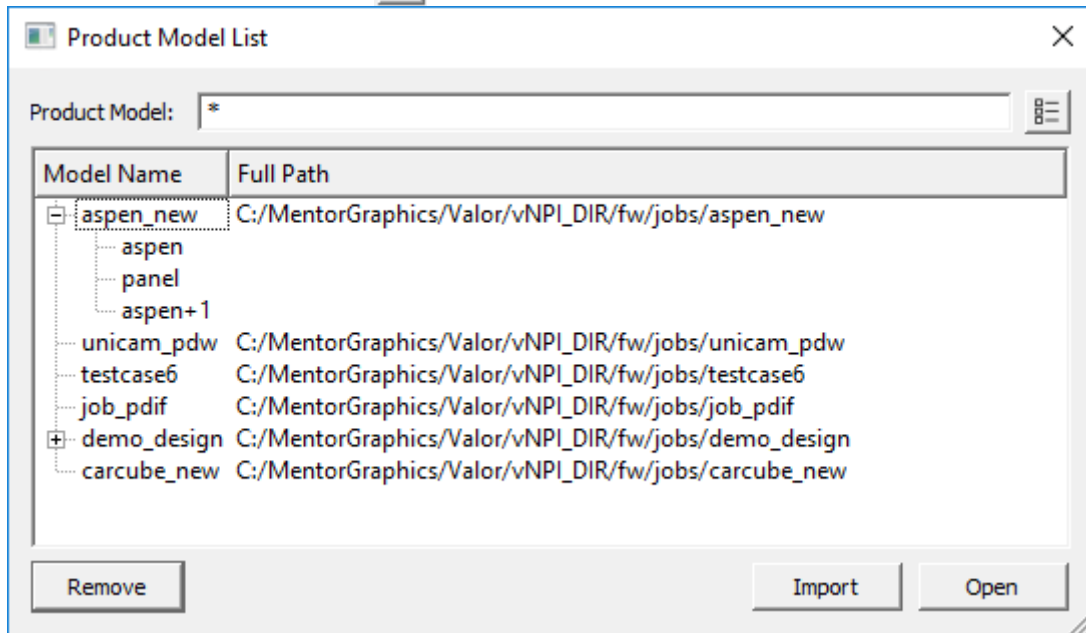 Product Model List
Product Model: *
Model Name Full Path
aspen_new C:/MentorGraphics/Valor/vNPI_DIR/fw/jobs/aspen_new
aspen
panel
aspen+1
unicam_pdw C:/MentorGraphics/Valor/vNPI_DIR/fw/jobs/unicam_pdw
testcase6 C:/MentorGraphics/Valor/vNPI_DIR/fw/jobs/testcase6
job_pdif C:/MentorGraphics/Valor/vNPI_DIR/fw/jobs/job_pdif
demo_design C:/MentorGraphics/Valor/vNPI_DIR/fw/jobs/demo_design
carcube_new C:/MentorGraphics/Valor/vNPI_DIR/fw/jobs/carcube_new
Remove Import Open